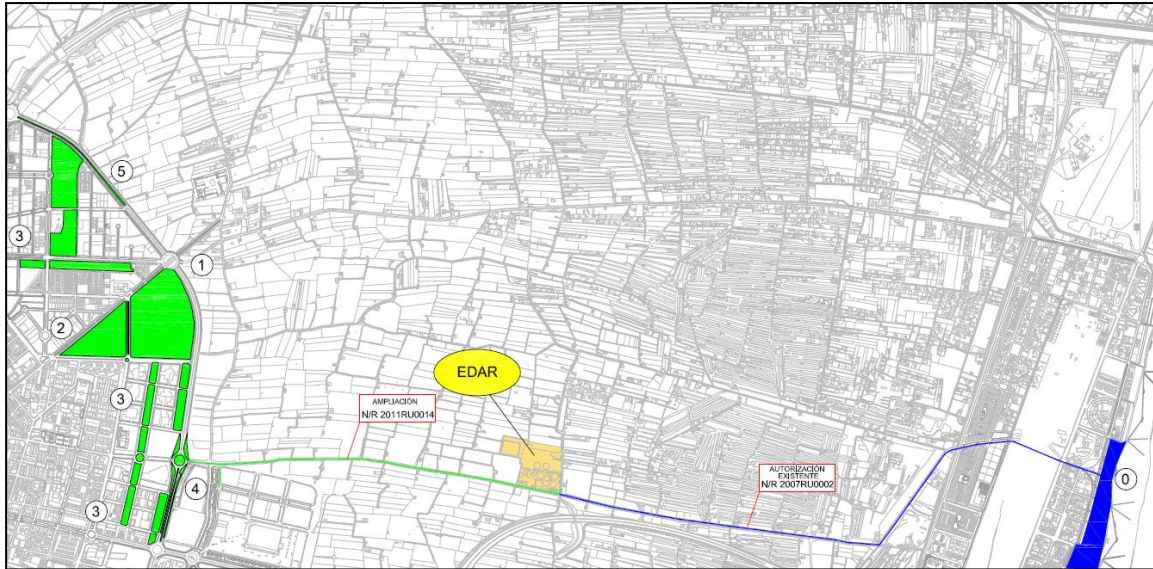 5
3
1
2
3
EDAR
AMPLIACIÓN
N/R 2011RU0014
AUTORIZACIÓN
EXISTENTE
N/R 2007RU0002
0
4
3